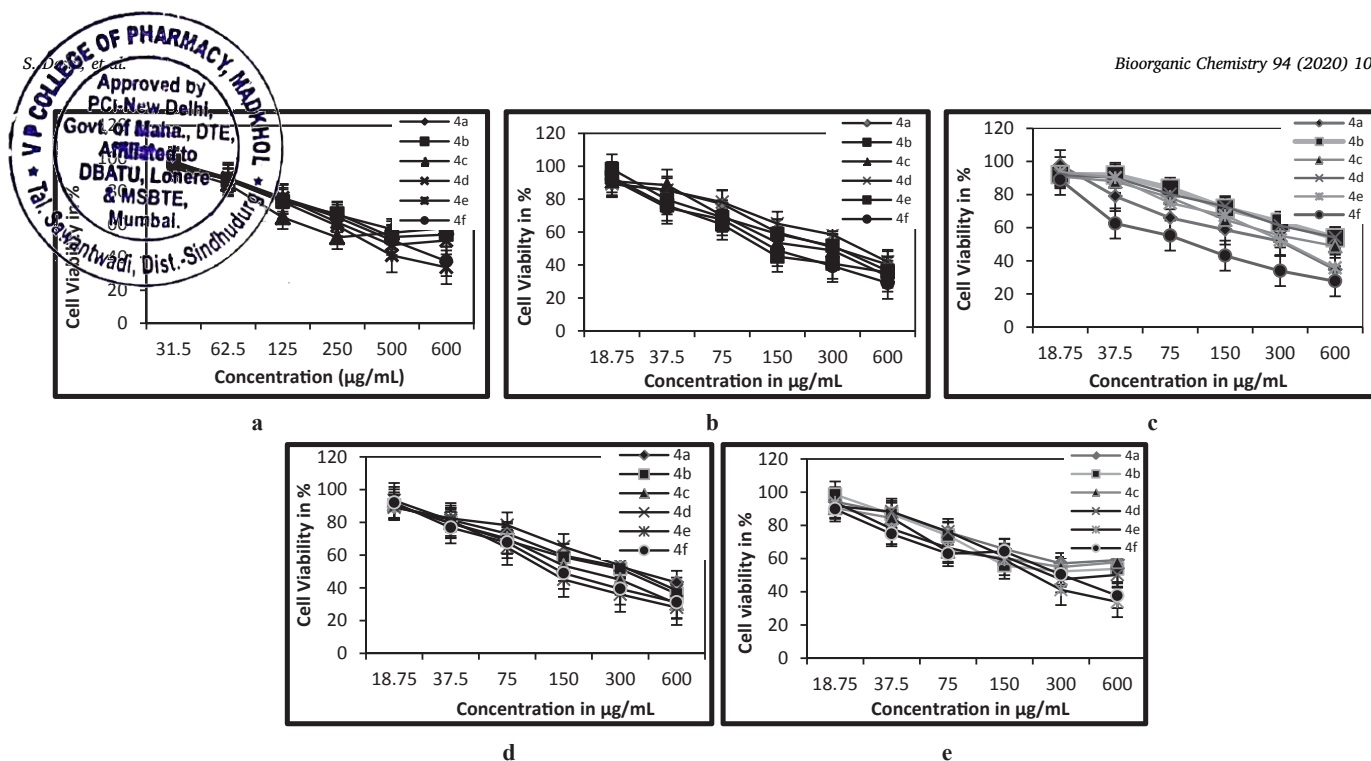 S. D et al.
Bioorganic Chemistry 94 (2020) 10
V P COLLEGE OF PHARMACY, MADKHOL
★ Tal. Sawantwadi, Dist.-Sindhudurg ★
Approved by
PCI-New Delhi,
Govt. of Maha., DTE,
Affiliated to
DBATU, Lonere
& MSBTE,
Mumbai.
Cell Viability in %
20
0
31.5 62.5 125 250 500 600
Concentration (µg/mL)
4a
4b
4c
4d
4e
4f
a
Cell Viability in %
120
100
80
60
40
20
0
18.75 37.5 75 150 300 600
Concentration in µg/mL
4a
4b
4c
4d
4e
4f
b
Cell Viability in %
120
100
80
60
40
20
0
18.75 37.5 75 150 300 600
Concentration in µg/mL
4a
4b
4c
4d
4e
4f
c
Cell Viability in %
120
100
80
60
40
20
0
18.75 37.5 75 150 300 600
Concentration in µg/mL
4a
4b
4c
4d
4e
4f
d
Cell viability in %
120
100
80
60
40
20
0
18.75 37.5 75 150 300 600
Concentration in µg/mL
4a
4b
4c
4d
4e
4f
e